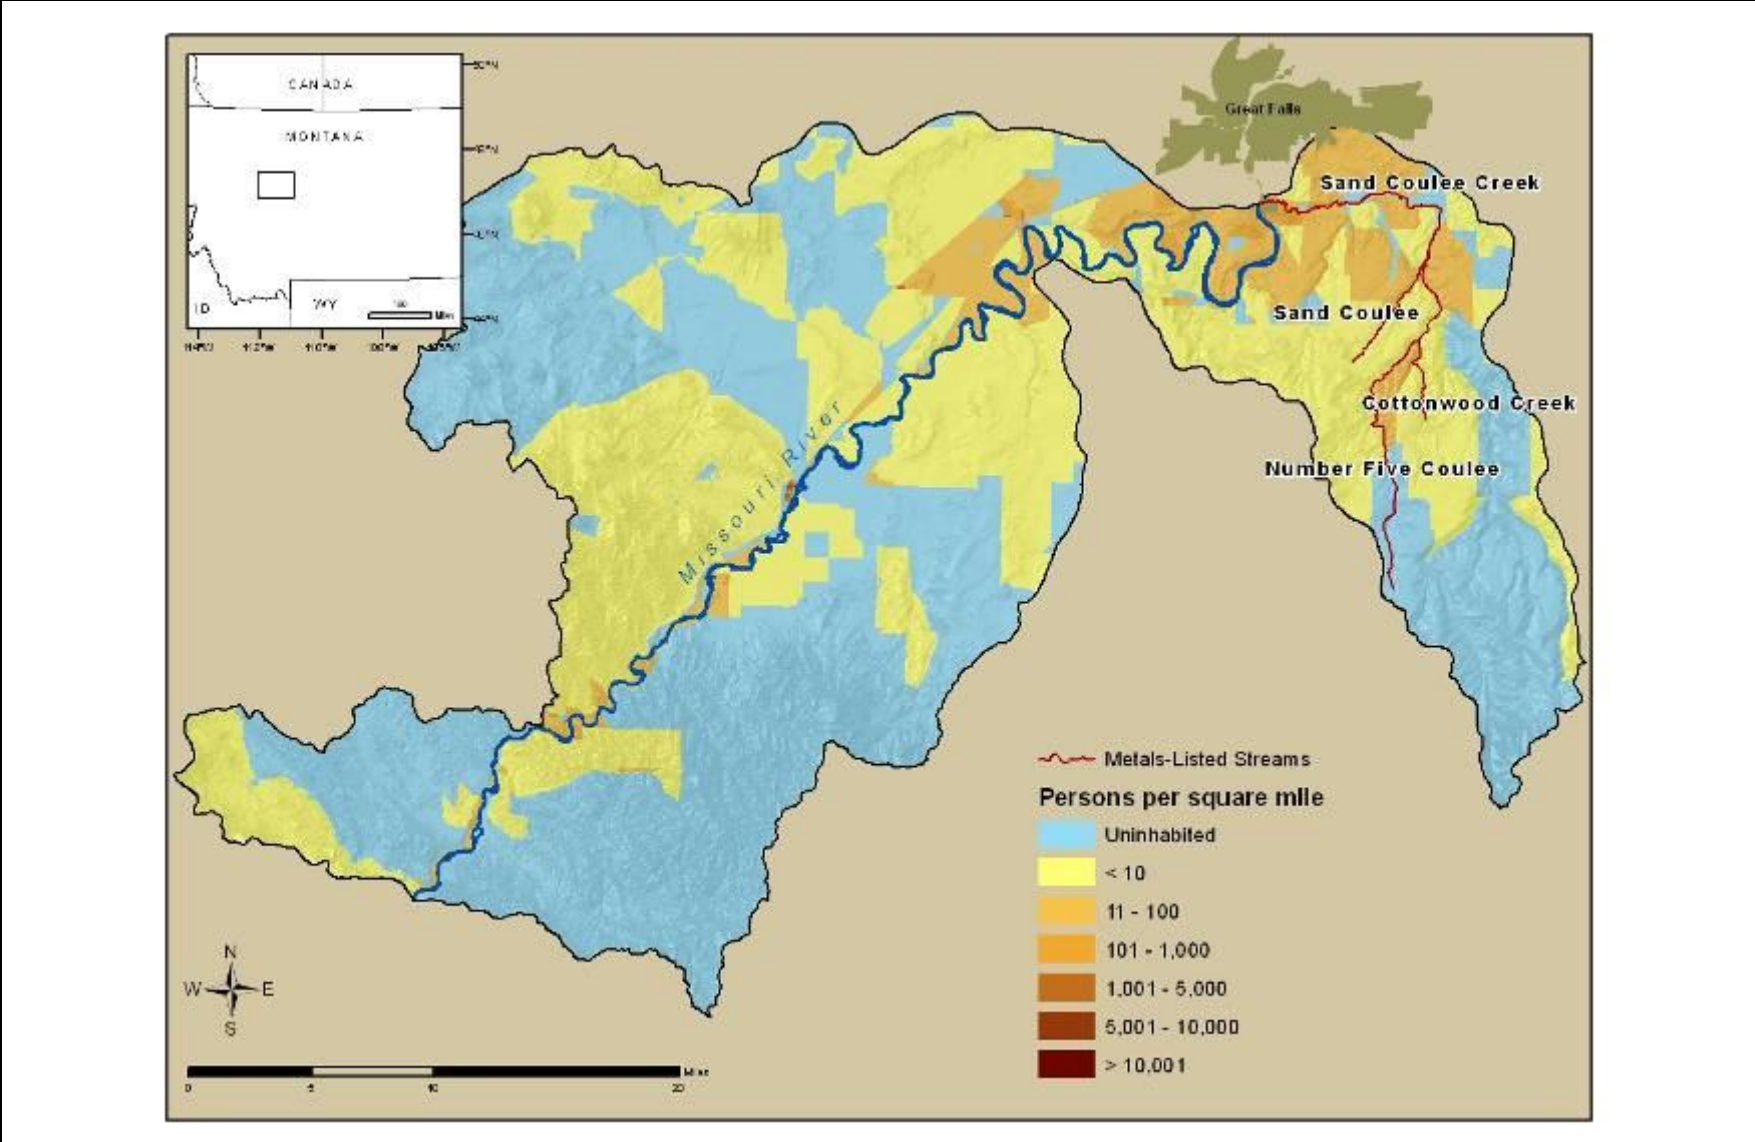 CANADA
MONTANA
ID
WY
Great Falls
Sand Coulee Creek
Sand Coulee
Cottonwood Creek
Number Five Coulee
Missouri River
Metals-Listed Streams
Persons per square mile
Uninhabited
< 10
11 - 100
101 - 1,000
1,001 - 5,000
5,001 - 10,000
> 10,001
N
W E
S
0 5 10 20 Miles